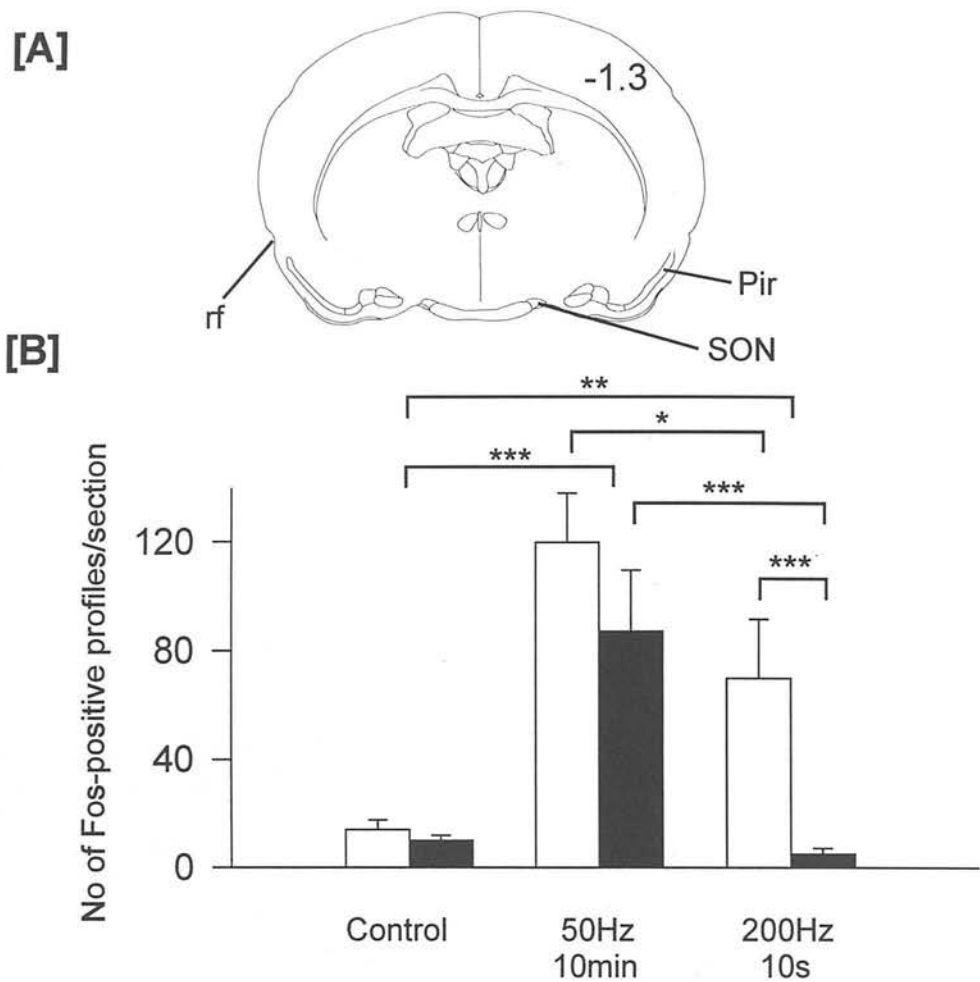 [A]
-1.3
rf
Pir
SON
[B]
**
*
***
***
***
No of Fos-positive profiles/section
120
80
40
0
Control
50Hz
10min
200Hz
10s